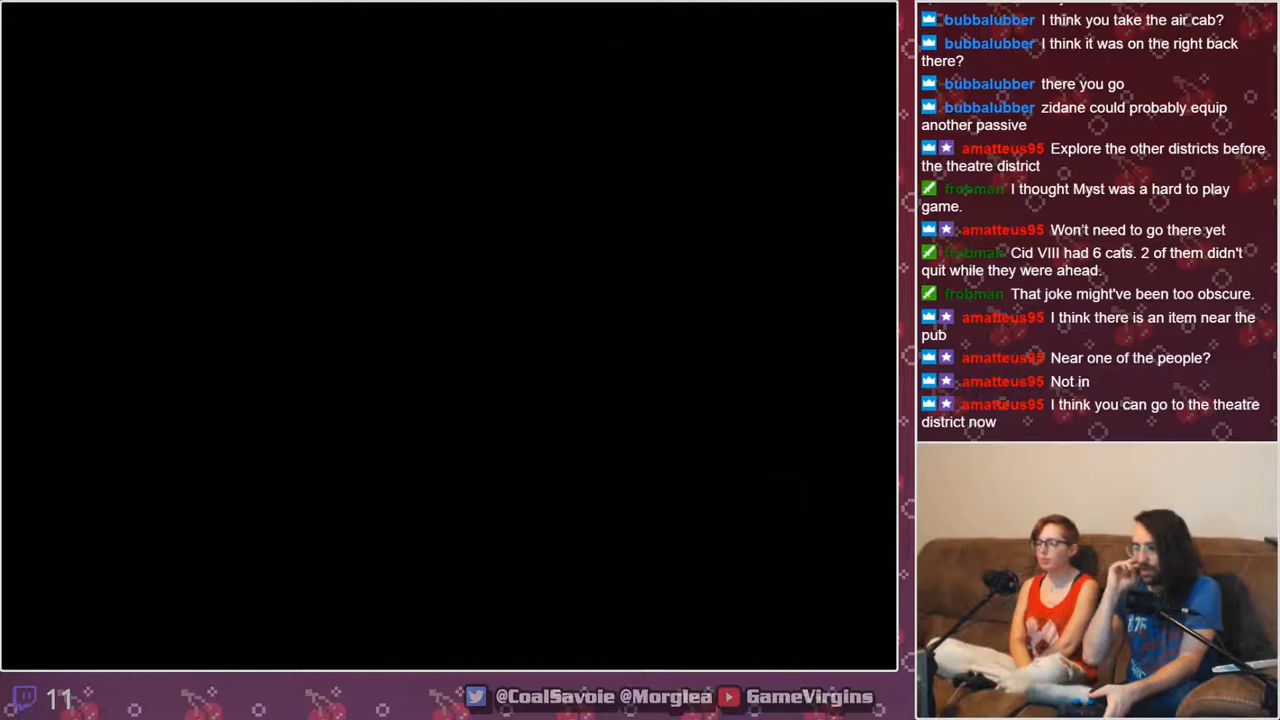 bubbalubber I think you take the air cab?
bubbalubber I think it was on the right back
there?
bubbalubber there you go
bubbalubber zidane could probably equip
another passive
amatteus95 Explore the other districts before
the theatre district
frobman I thought Myst was a hard to play
game.
amatteus95 Won't need to go there yet
frobman Cid VIII had 6 cats. 2 of them didn't
quit while they were ahead.
frobman That joke might've been too obscure.
amatteus95 I think there is an item near the
pub
amatteus95 Near one of the people?
amatteus95 Not in
amatteus95 I think you can go to the theatre
district now
11 @CoalSavoie @Morglea GameVirgins